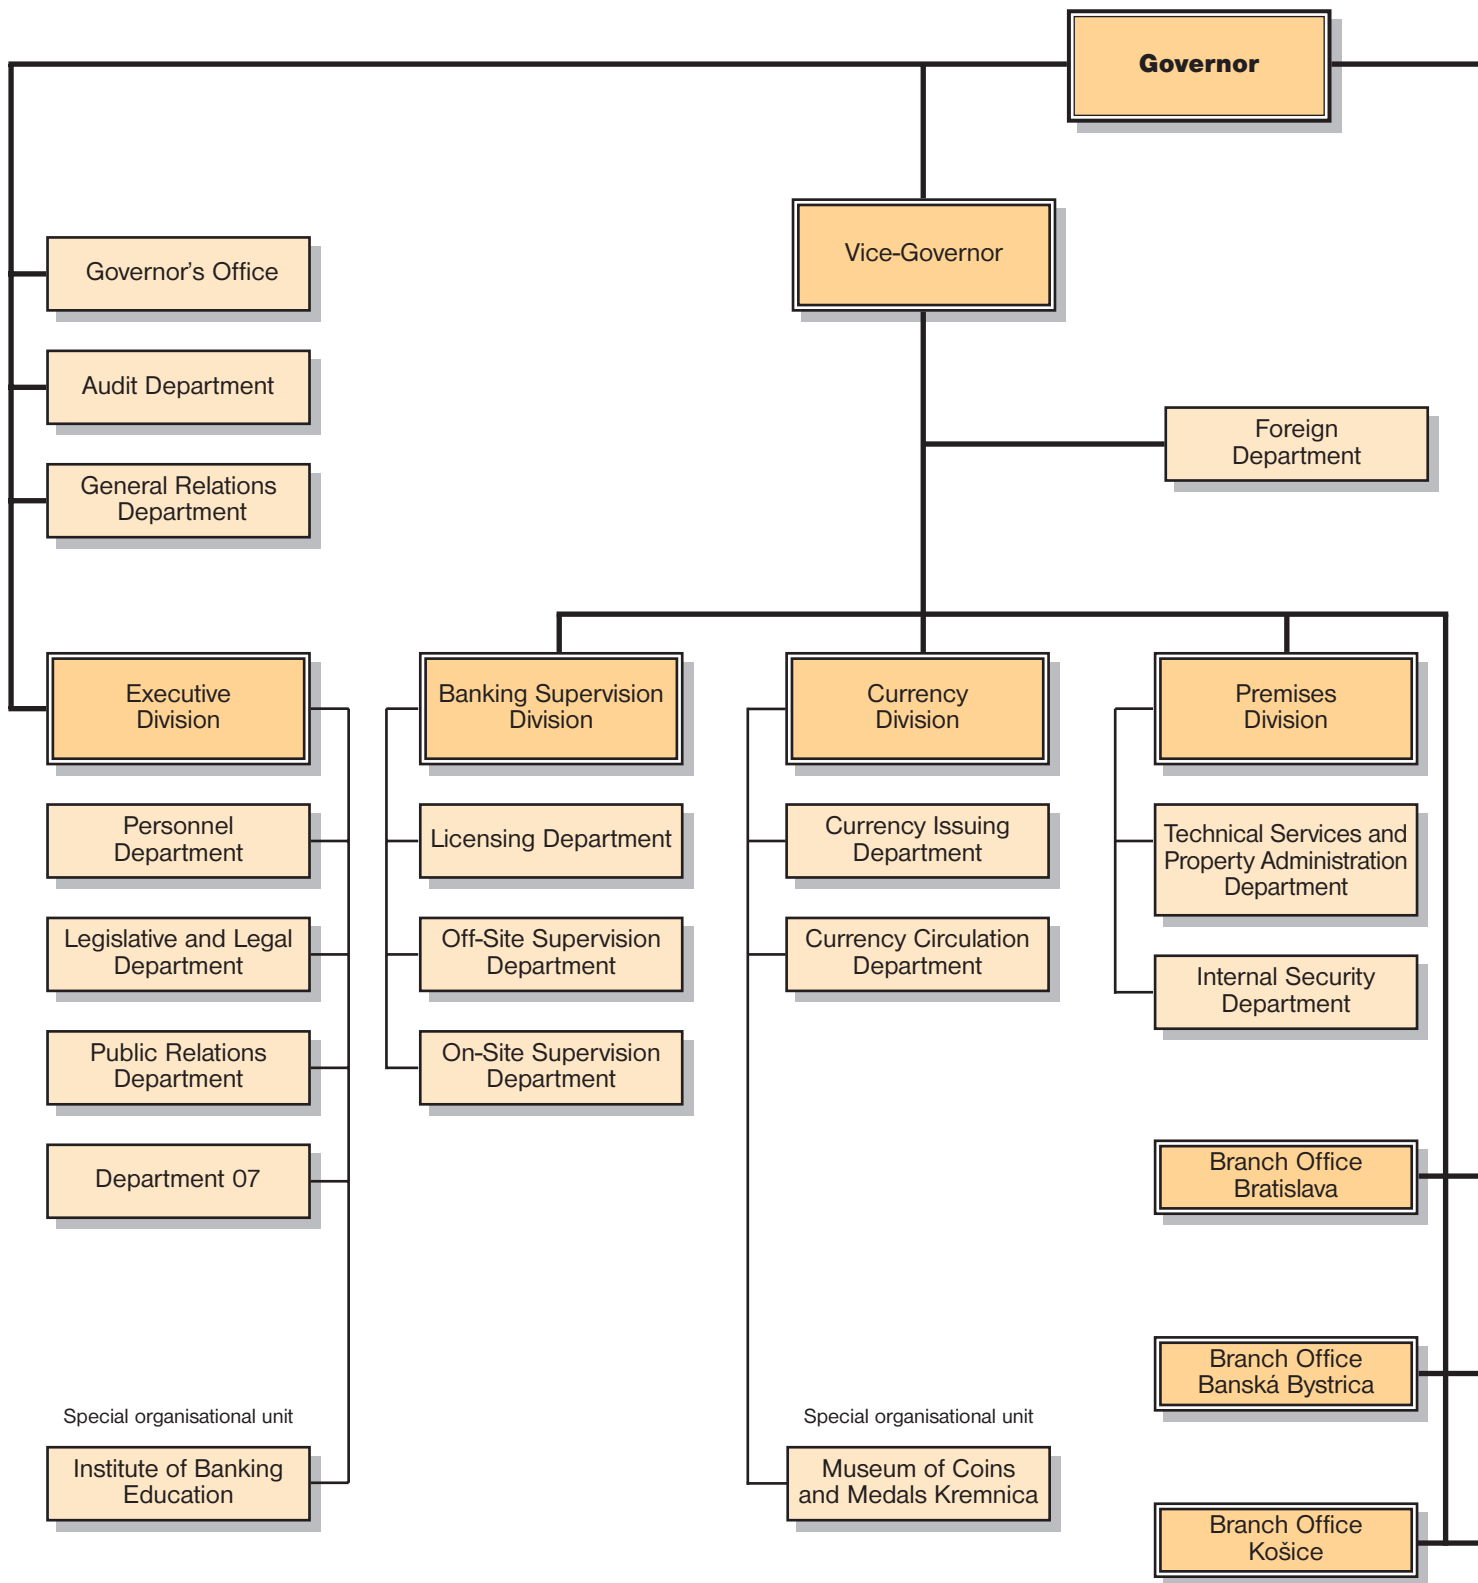 Governor
Vice-Governor
Governor's Office
Audit Department
General Relations
Department
Foreign
Department
Executive
Division
Personnel
Department
Legislative and Legal
Department
Public Relations
Department
Department 07
Special organisational unit
Institute of Banking
Education
Banking Supervision
Division
Licensing Department
Off-Site Supervision
Department
On-Site Supervision
Department
Currency
Division
Currency Issuing
Department
Currency Circulation
Department
Special organisational unit
Museum of Coins
and Medals Kremnica
Premises
Division
Technical Services and
Property Administration
Department
Internal Security
Department
Branch Office
Bratislava
Branch Office
Banská Bystrica
Branch Office
Košice